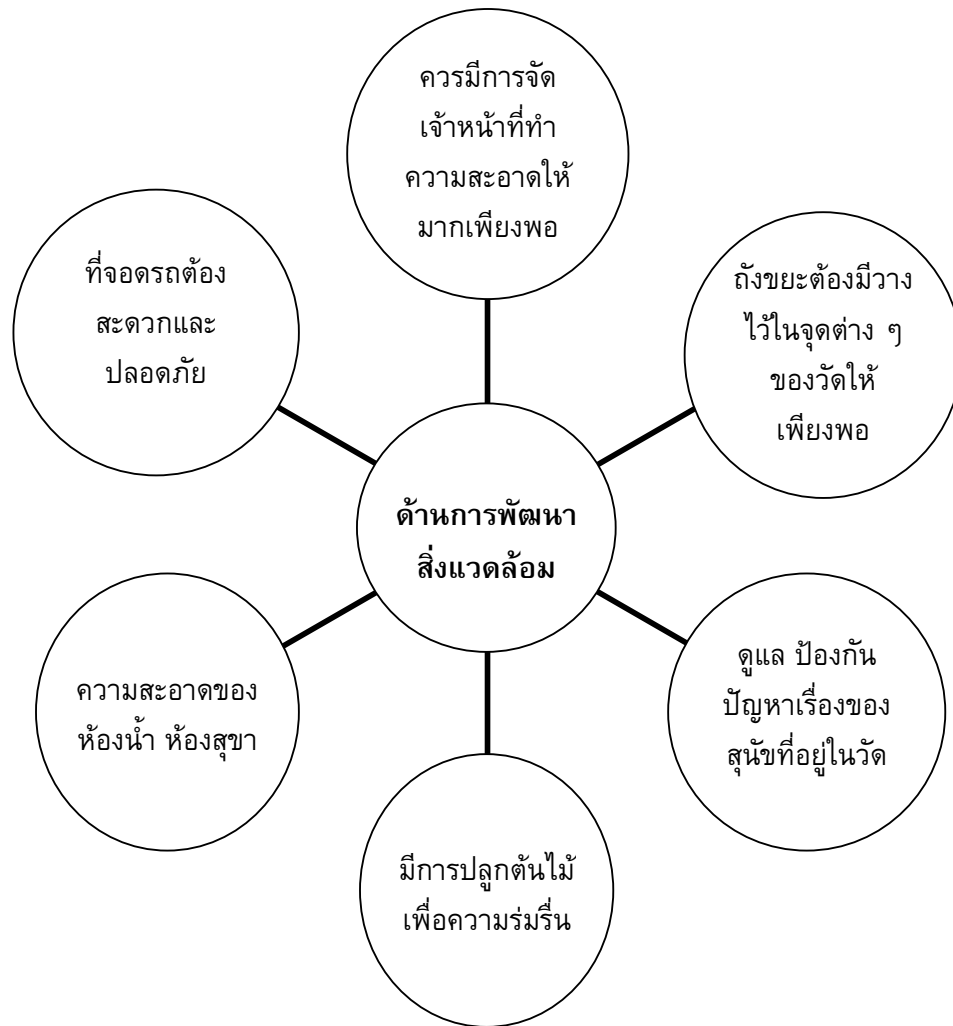 ควรมีการจัด
เจ้าหน้าที่ทำ
ความสะอาดให้
มากเพียงพอ
ที่จอดรถต้อง
สะดวกและ
ปลอดภัย
ถังขยะต้องมีวาง
ไว้ในจุดต่าง ๆ
ของวัดให้
เพียงพอ
ด้านการพัฒนา
สิ่งแวดล้อม
ความสะอาดของ
ห้องน้ำ ห้องสุขา
ดูแล ป้องกัน
ปัญหาเรื่องของ
สุนัขที่อยู่ในวัด
มีการปลูกต้นไม้
เพื่อความร่มรื่น